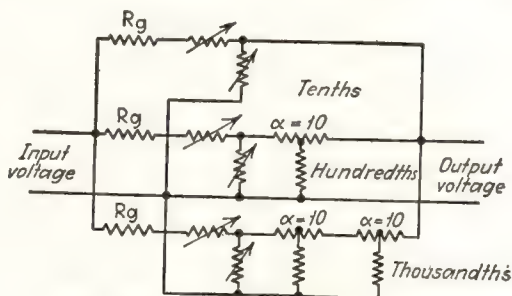 Rg
Tenths
Rg
α = 10
Input
voltage
Hundredths
Output
voltage
Rg
α = 10
α = 10
Thousandths